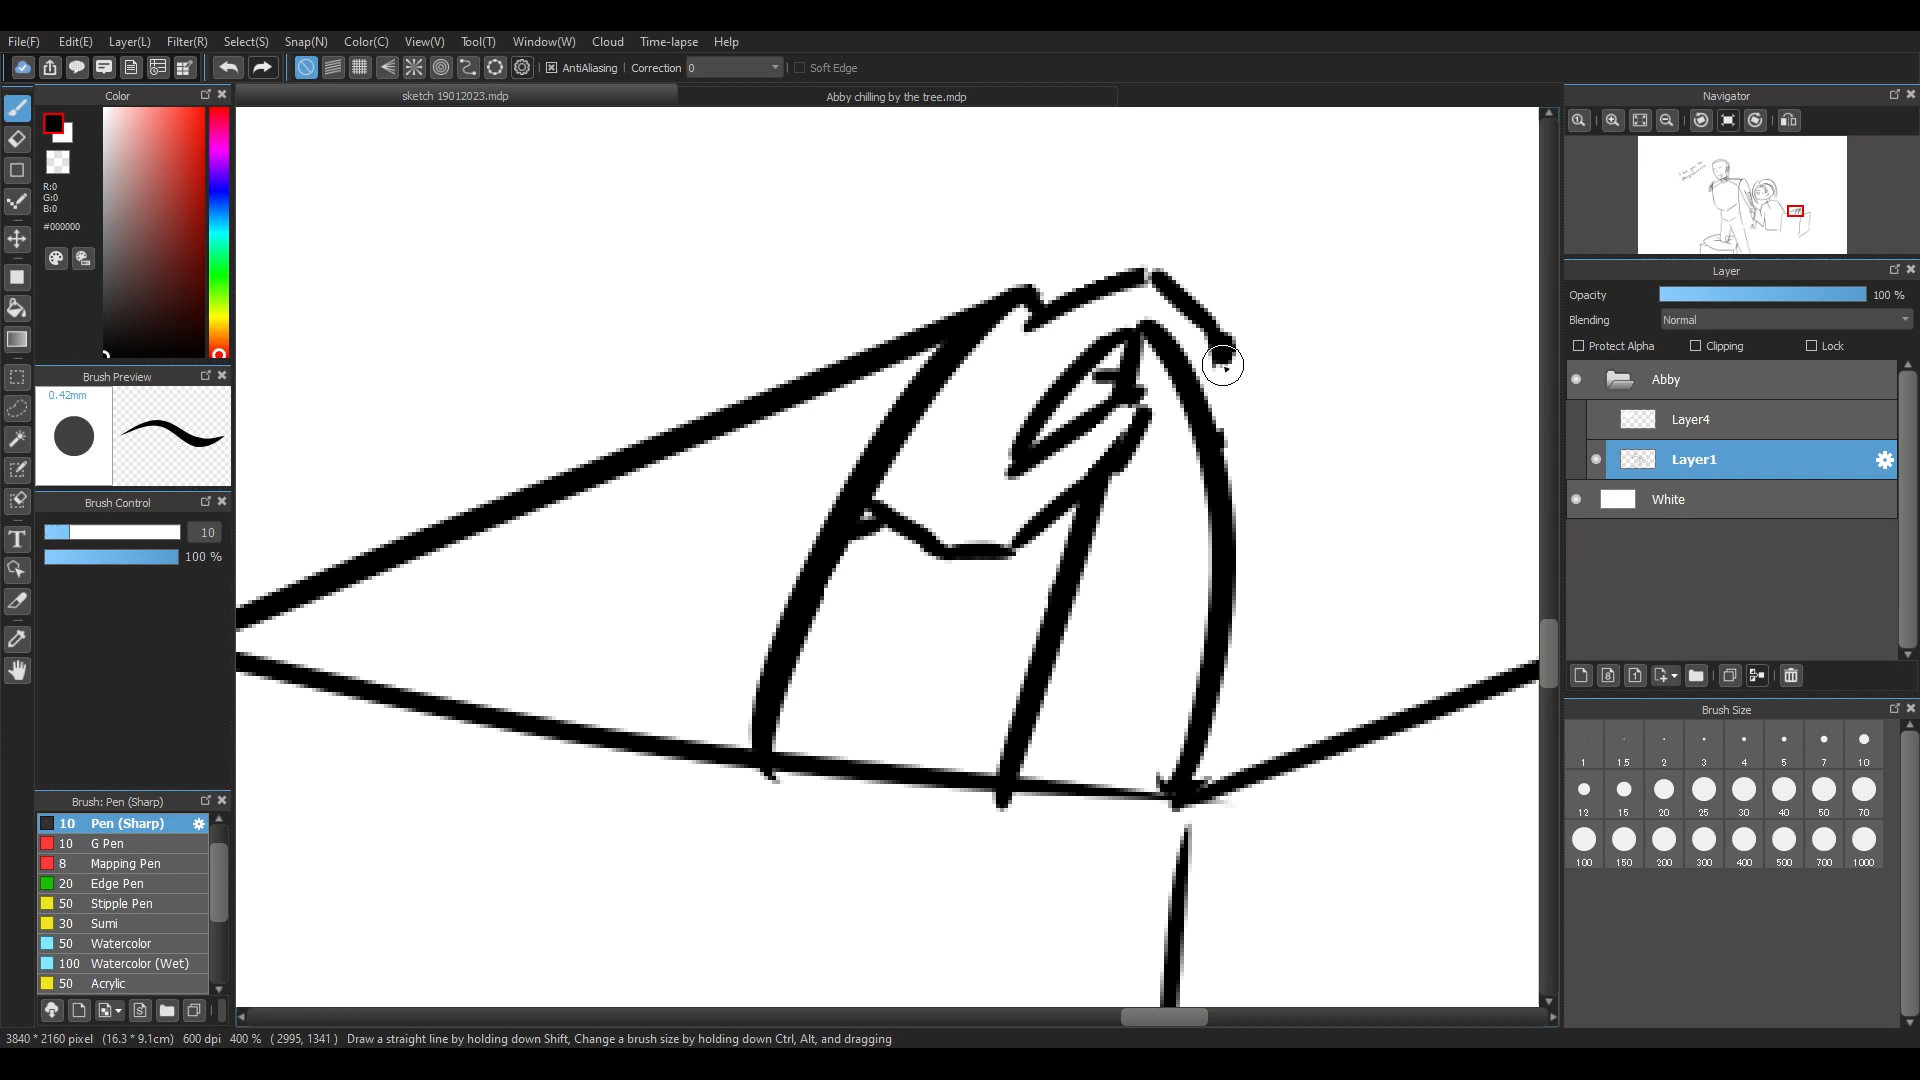 File(F) Edit(E) Layer(L) Filter(R) Select(S) Snap(N) Color(C) View(V) Tool(T) Window(W) Cloud Time-lapse Help
AntiAliasing Correction 0 Soft Edge
Color
sketch 19012023.mdp
Abby chilling by the tree.mdp
Navigator
R:0
G:0
B:0
#000000
Layer
Opacity 100 %
Blending Normal
Protect Alpha Clipping Lock
Abby
Layer4
Layer1
White
Brush Preview
0.42mm
Brush Control
10
100 %
Brush Size
1 1.5 2 3 4 5 7 10
12 15 20 25 30 40 50 70
100 150 200 300 400 500 700 1000
Brush: Pen (Sharp)
10 Pen (Sharp)
10 G Pen
8 Mapping Pen
20 Edge Pen
50 Stipple Pen
30 Sumi
50 Watercolor
100 Watercolor (Wet)
50 Acrylic
3840 * 2160 pixel (16.3 * 9.1cm) 600 dpi 400 % ( 2995, 1341 ) Draw a straight line by holding down Shift, Change a brush size by holding down Ctrl, Alt, and dragging